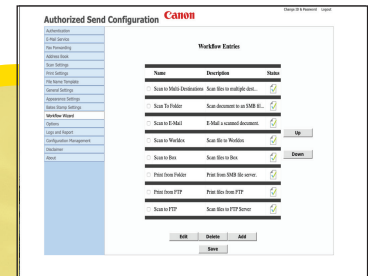 Change ID & Password Logout
Authorized Send Configuration Canon
Authentication
E-Mail Service
Fax Forwarding
Address Book
Scan Settings
Print Settings
File Name Template
General Settings
Appearance Settings
Bates Stamp Settings
Workflow Wizard
Options
Logs and Report
Configuration Management
Disclaimer
About
Workflow Entries
Name Description Status
Scan to Multi-Destinations Scan files to multiple desti...
Scan To Folder Scan document to an SMB fil...
Scan to E-Mail E-Mail a scanned document.
Scan to Worldox Scan file to Worldox
Scan to Box Scan files to Box
Print from Folder Print from SMB file server.
Print from FTP Print files from FTP
Scan to FTP Scan files to FTP Server
Up
Down
Edit Delete Add
Save